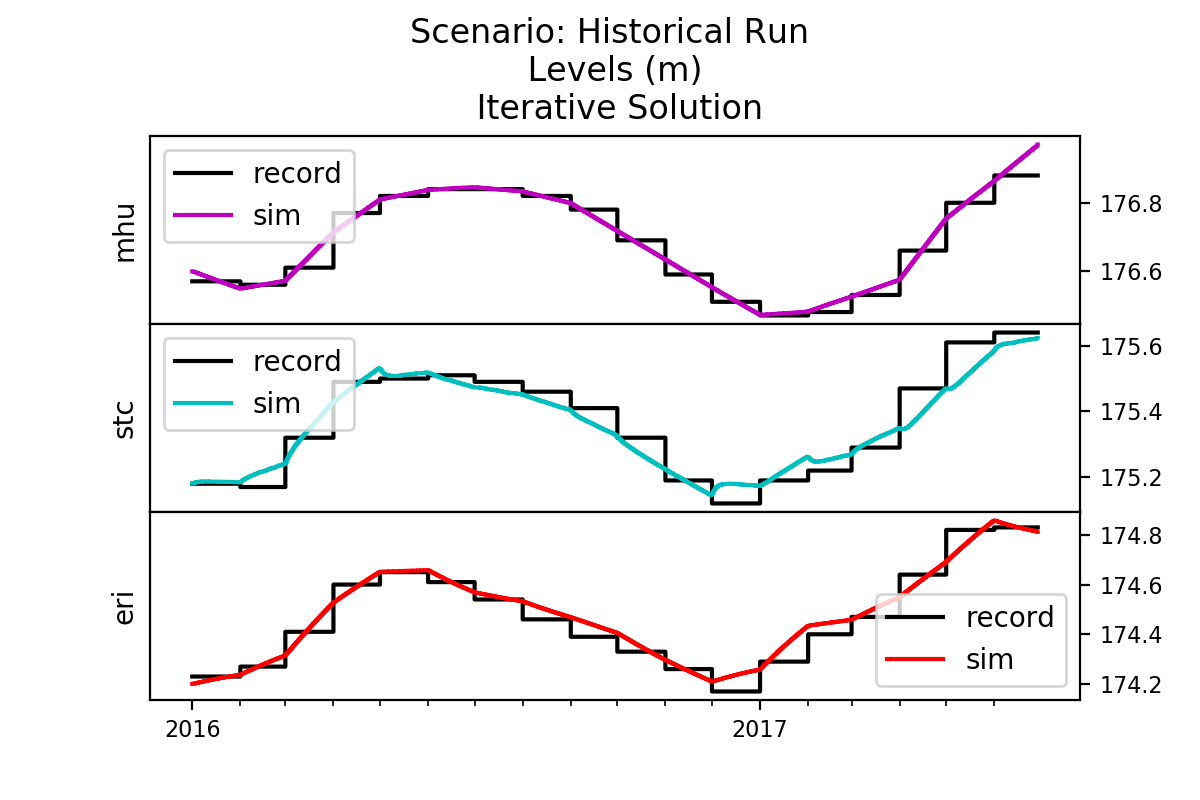 Scenario: Historical Run
Levels (m)
Iterative Solution
mhu
record
sim
176.8
176.6
stc
record
sim
175.6
175.4
175.2
eri
record
sim
174.8
174.6
174.4
174.2
2016
2017